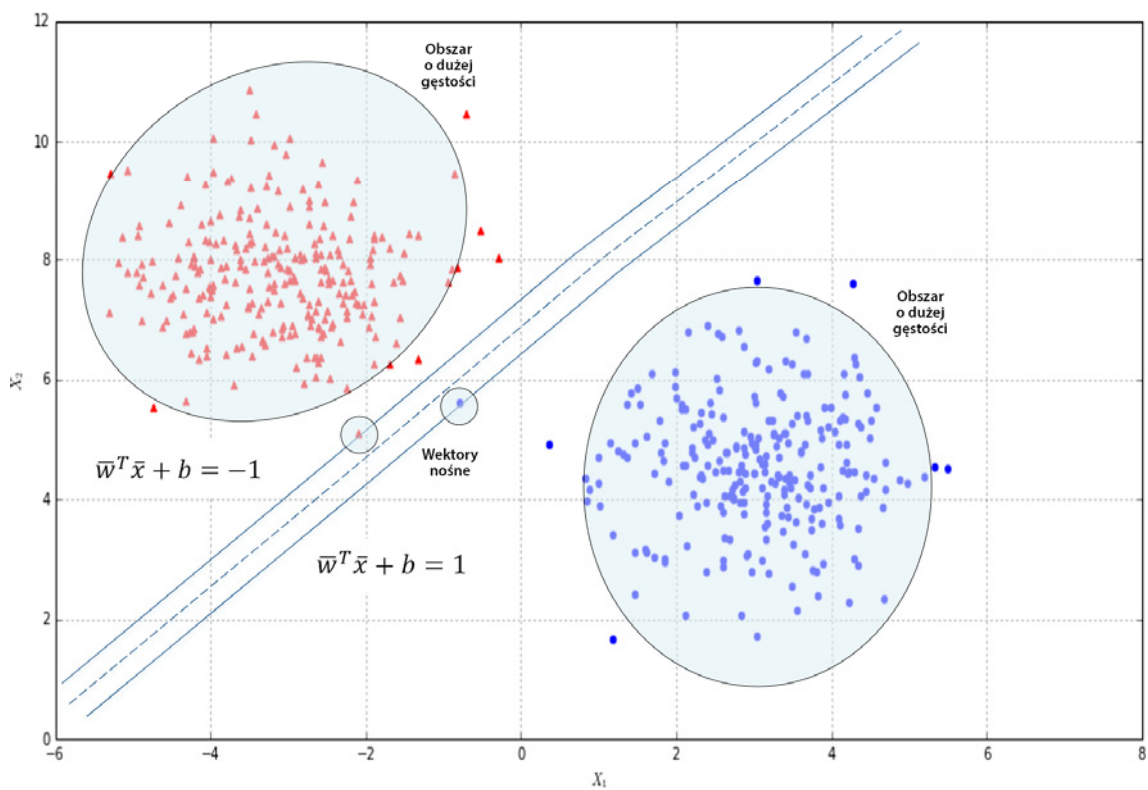 12
Obszar
o dużej
gęstości
10
8
Obszar
o dużej
gęstości
X₂
6
Wektory
nośne
w̅ᵀx̅ + b = −1
4
w̅ᵀx̅ + b = 1
2
0
−6 −4 −2 0 2 4 6 8
X₁